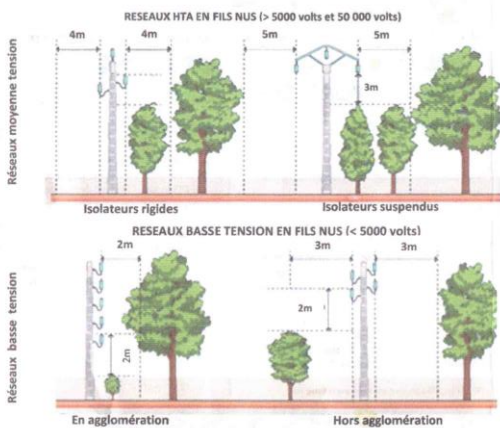 RESEAUX HTA EN FILS NUS (> 5000 volts et 50 000 volts)
4m 4m 5m 5m
3m
Réseaux moyenne tension
Isolateurs rigides Isolateurs suspendus
RESEAUX BASSE TENSION EN FILS NUS (< 5000 volts)
2m 3m 3m
2m
2m
Réseaux basse tension
En agglomération Hors agglomération